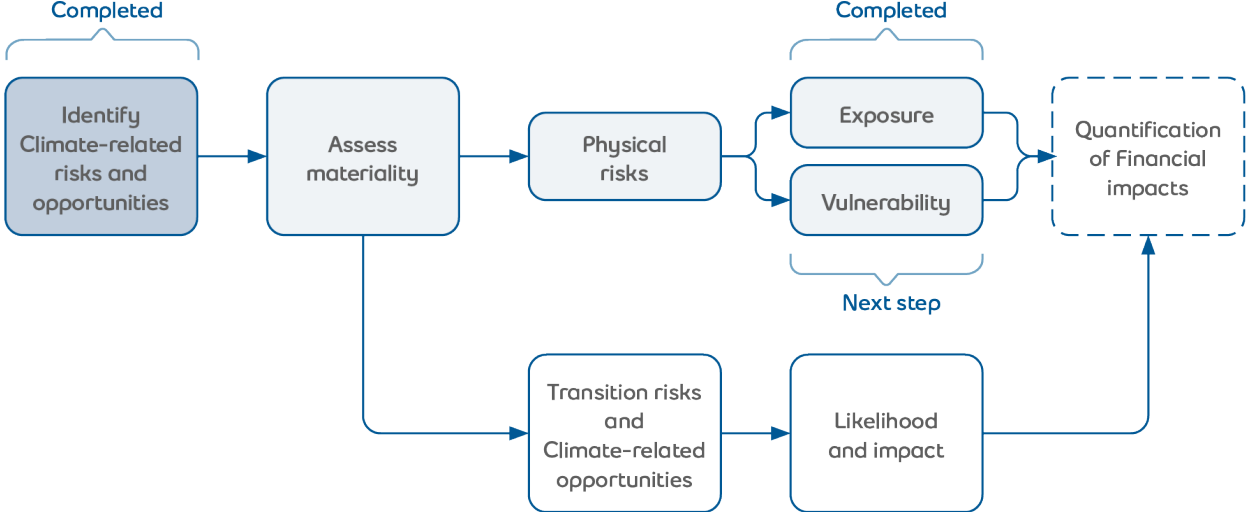 Completed
Completed
Identify
Climate-related
risks and
opportunities
Assess
materiality
Physical
risks
Exposure
Vulnerability
Quantification
of Financial
impacts
Next step
Transition risks
and
Climate-related
opportunities
Likelihood
and impact